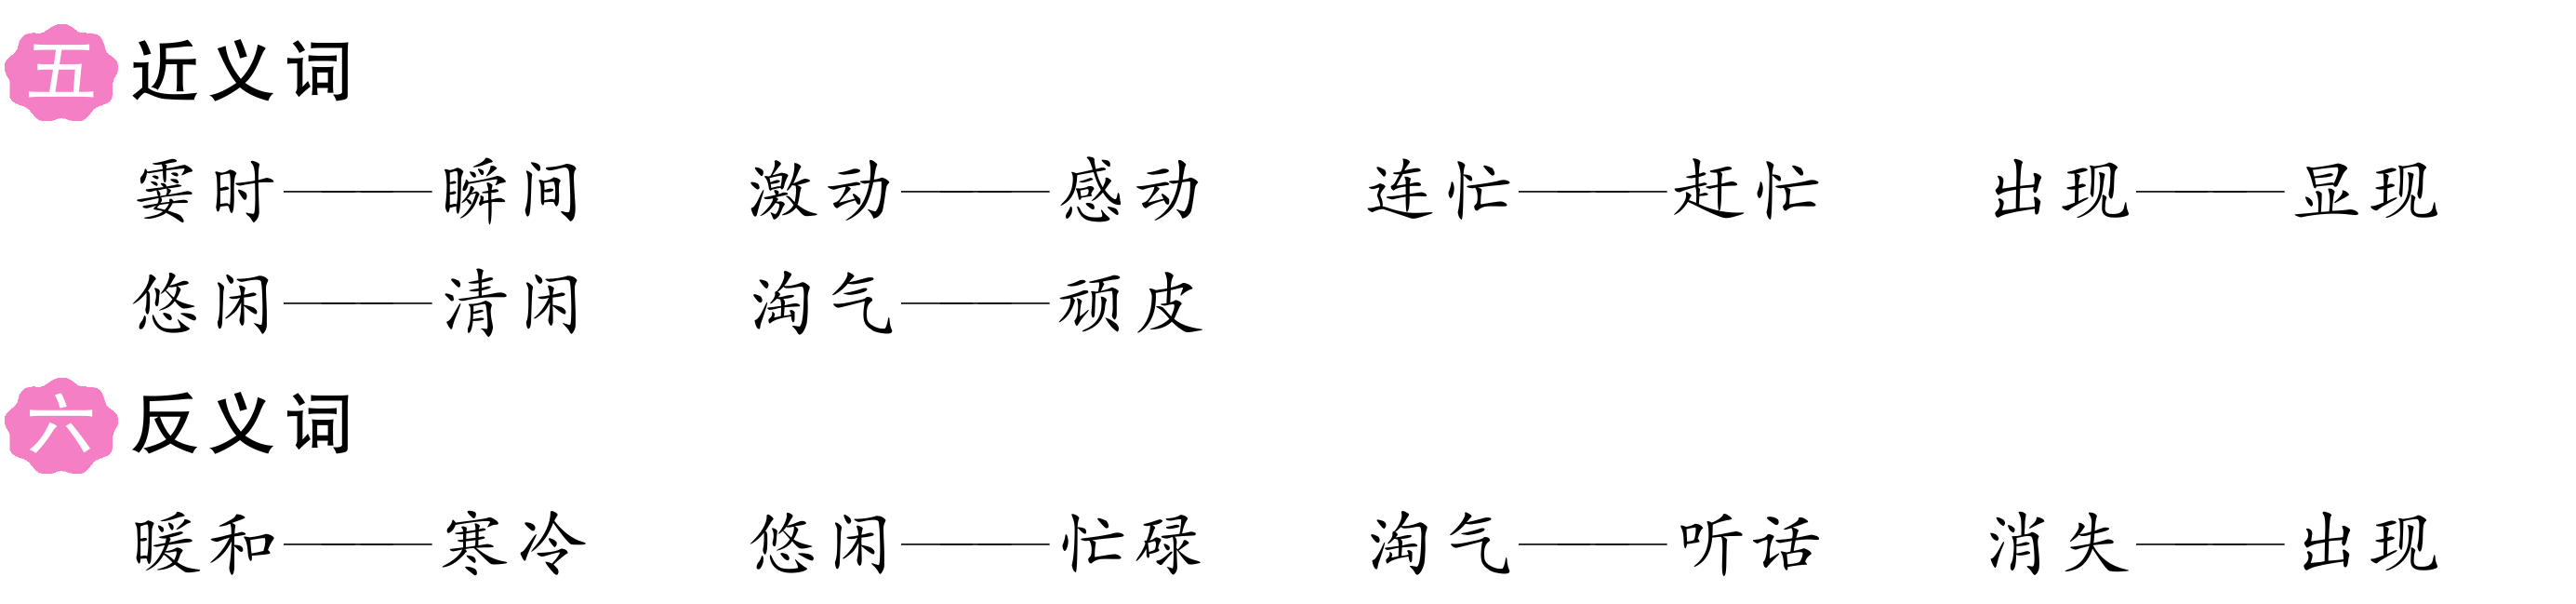 五 近义词
霎时———瞬间 激动———感动 连忙———赶忙 出现———显现
悠闲———清闲 淘气———顽皮
六 反义词
暖和———寒冷 悠闲———忙碌 淘气———听话 消失———出现